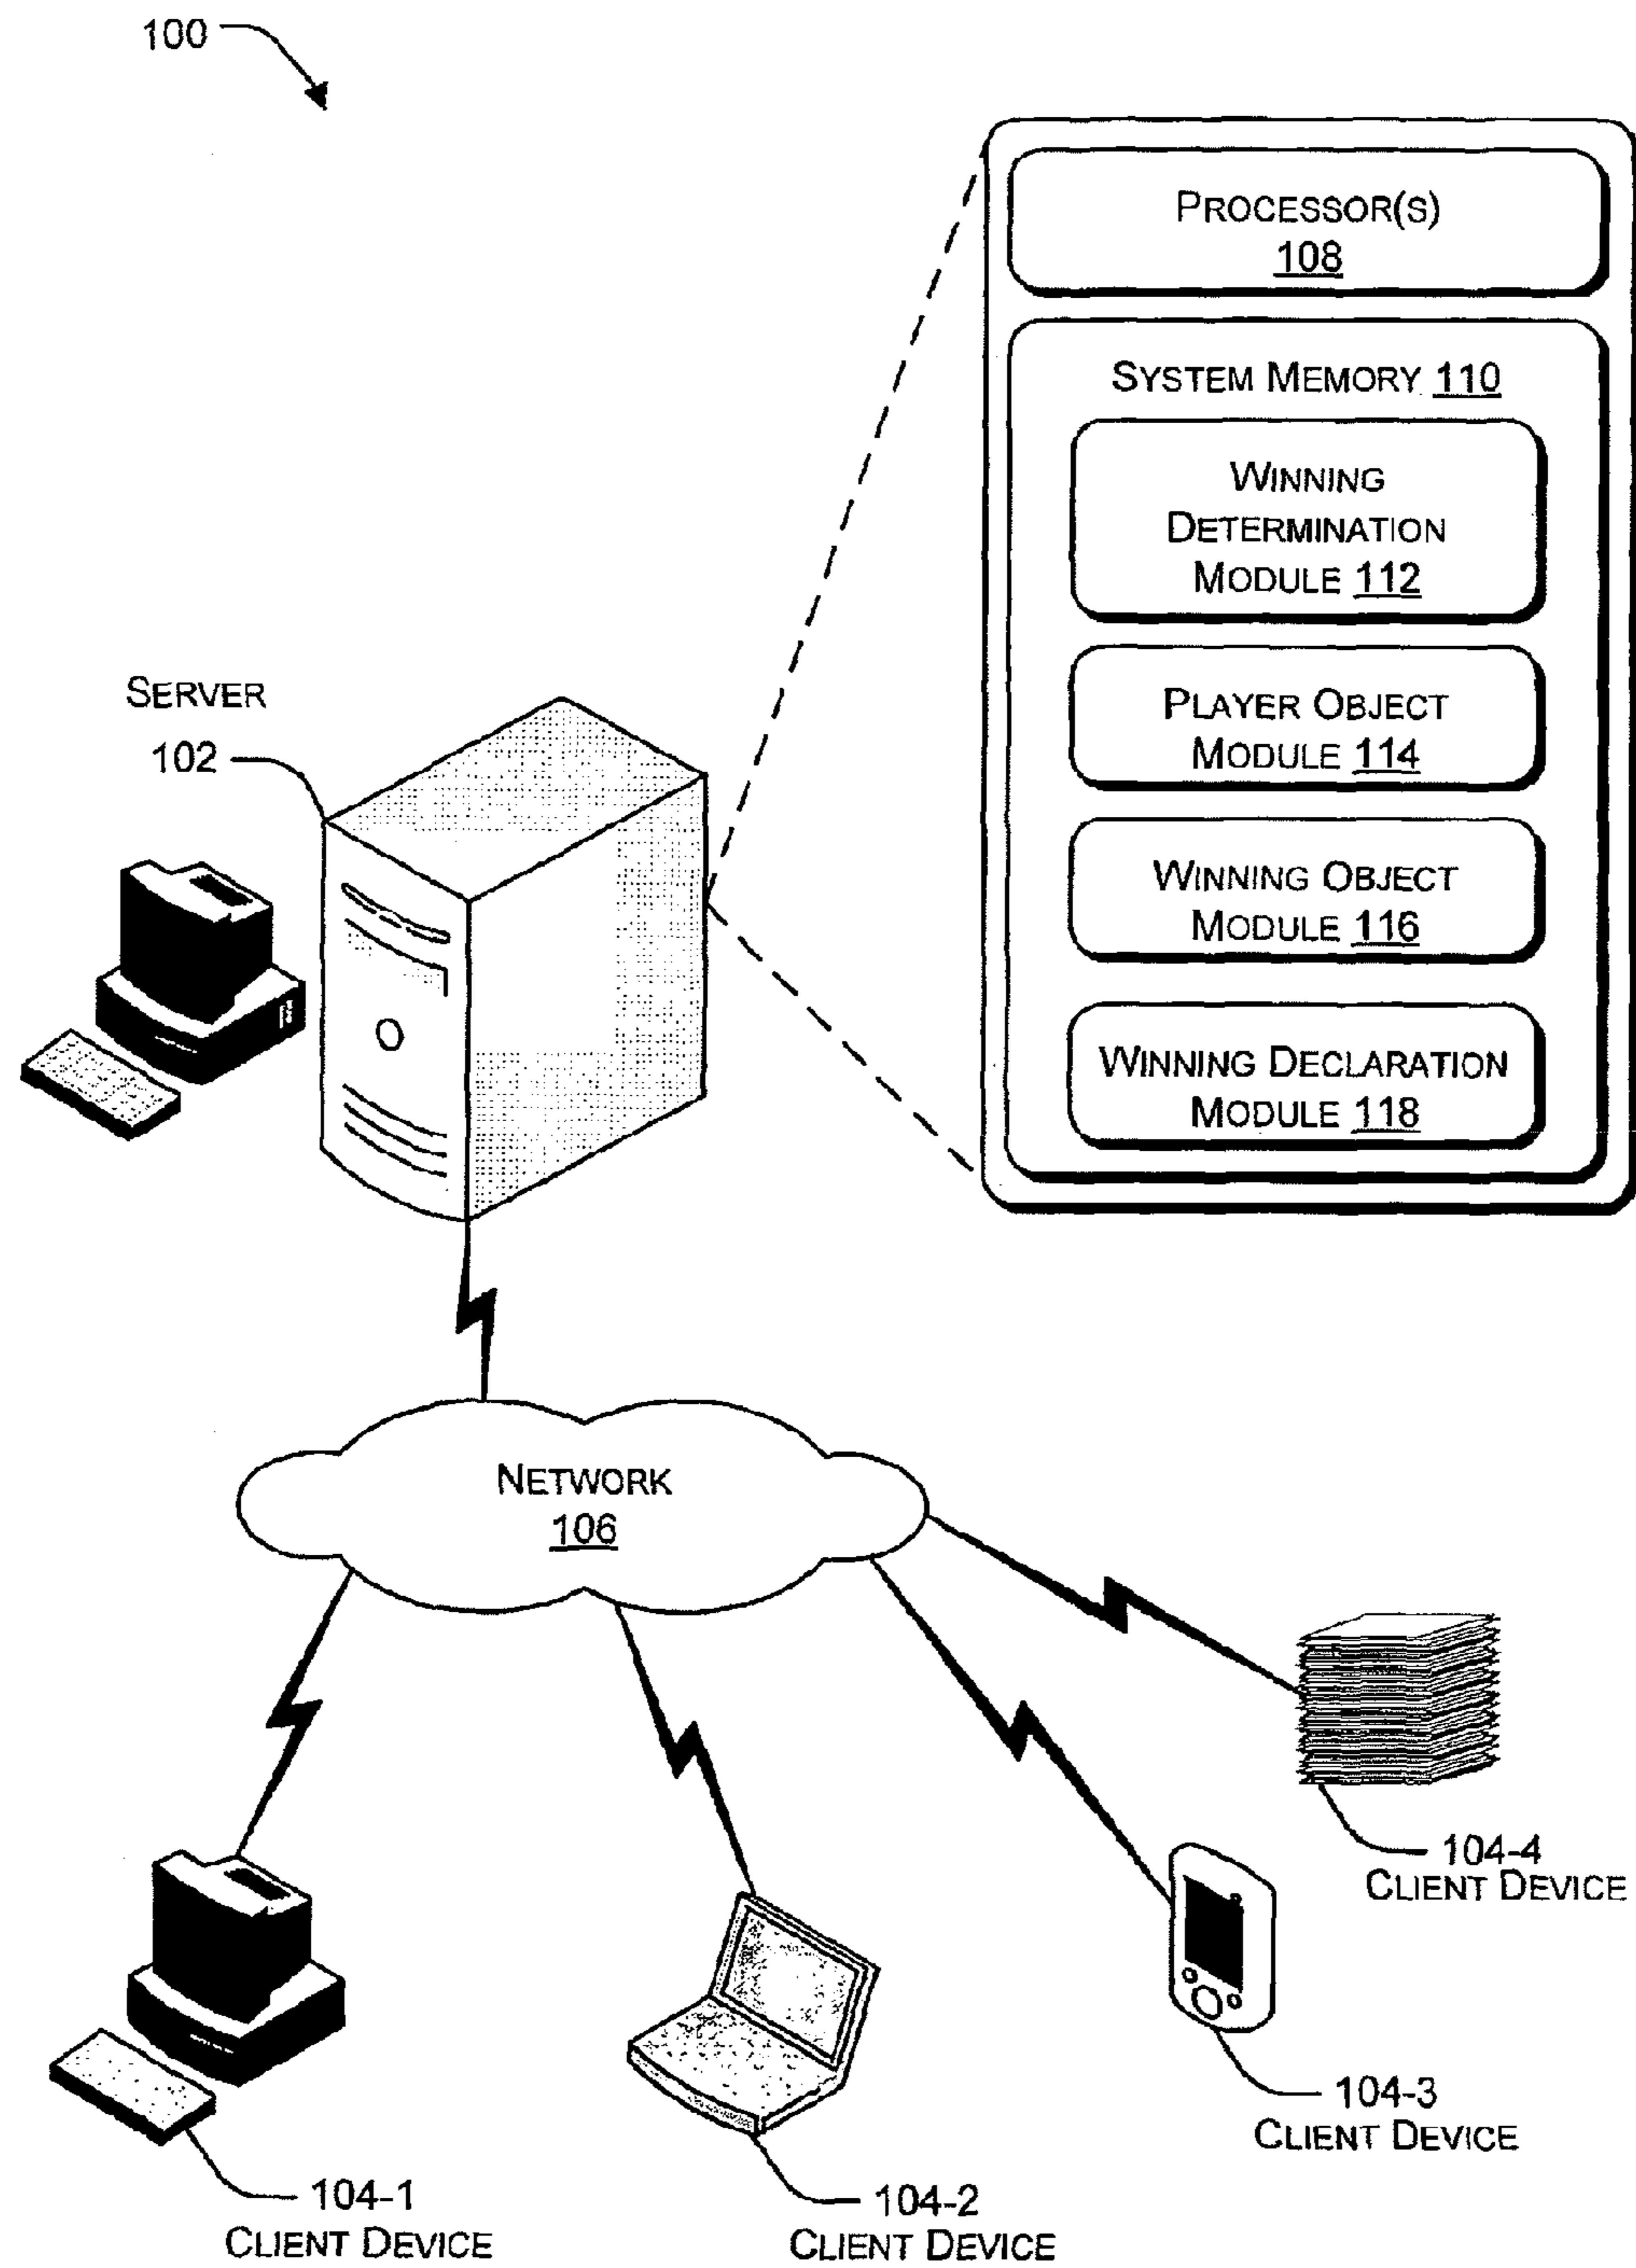 100
PROCESSOR(S)
108
SYSTEM MEMORY 110
WINNING
DETERMINATION
MODULE 112
PLAYER OBJECT
MODULE 114
WINNING OBJECT
MODULE 116
WINNING DECLARATION
MODULE 118
SERVER
102
NETWORK
106
104-4
CLIENT DEVICE
104-3
CLIENT DEVICE
104-1
CLIENT DEVICE
104-2
CLIENT DEVICE